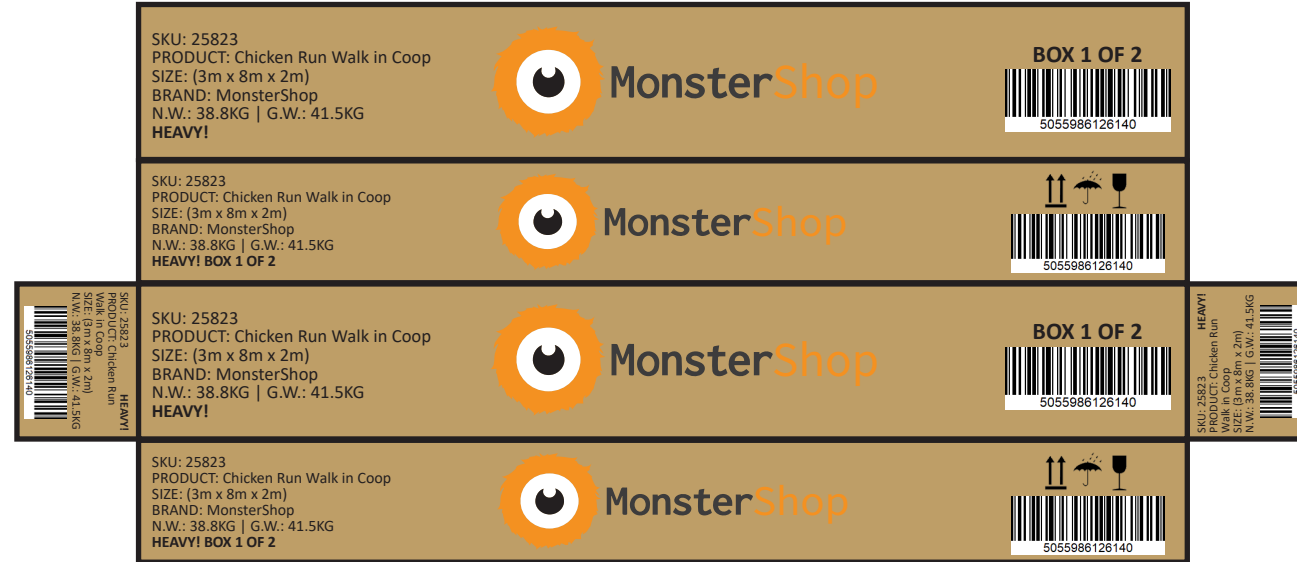 SKU: 25823
PRODUCT: Chicken Run Walk in Coop
SIZE: (3m x 8m x 2m)
BRAND: MonsterShop
N.W.: 38.8KG | G.W.: 41.5KG
HEAVY!
MonsterShop
BOX 1 OF 2
5055986126140
SKU: 25823
PRODUCT: Chicken Run Walk in Coop
SIZE: (3m x 8m x 2m)
BRAND: MonsterShop
N.W.: 38.8KG | G.W.: 41.5KG
HEAVY! BOX 1 OF 2
MonsterShop
5055986126140
SKU: 25823 HEAVY!
PRODUCT: Chicken Run
Walk in Coop
SIZE: (3m x 8m x 2m)
N.W.: 38.8KG | G.W.: 41.5KG
5055986126140
SKU: 25823
PRODUCT: Chicken Run Walk in Coop
SIZE: (3m x 8m x 2m)
BRAND: MonsterShop
N.W.: 38.8KG | G.W.: 41.5KG
HEAVY!
MonsterShop
BOX 1 OF 2
5055986126140
SKU: 25823 HEAVY!
PRODUCT: Chicken Run
Walk in Coop
SIZE: (3m x 8m x 2m)
N.W.: 38.8KG | G.W.: 41.5KG
SKU: 25823
PRODUCT: Chicken Run Walk in Coop
SIZE: (3m x 8m x 2m)
BRAND: MonsterShop
N.W.: 38.8KG | G.W.: 41.5KG
HEAVY! BOX 1 OF 2
MonsterShop
5055986126140